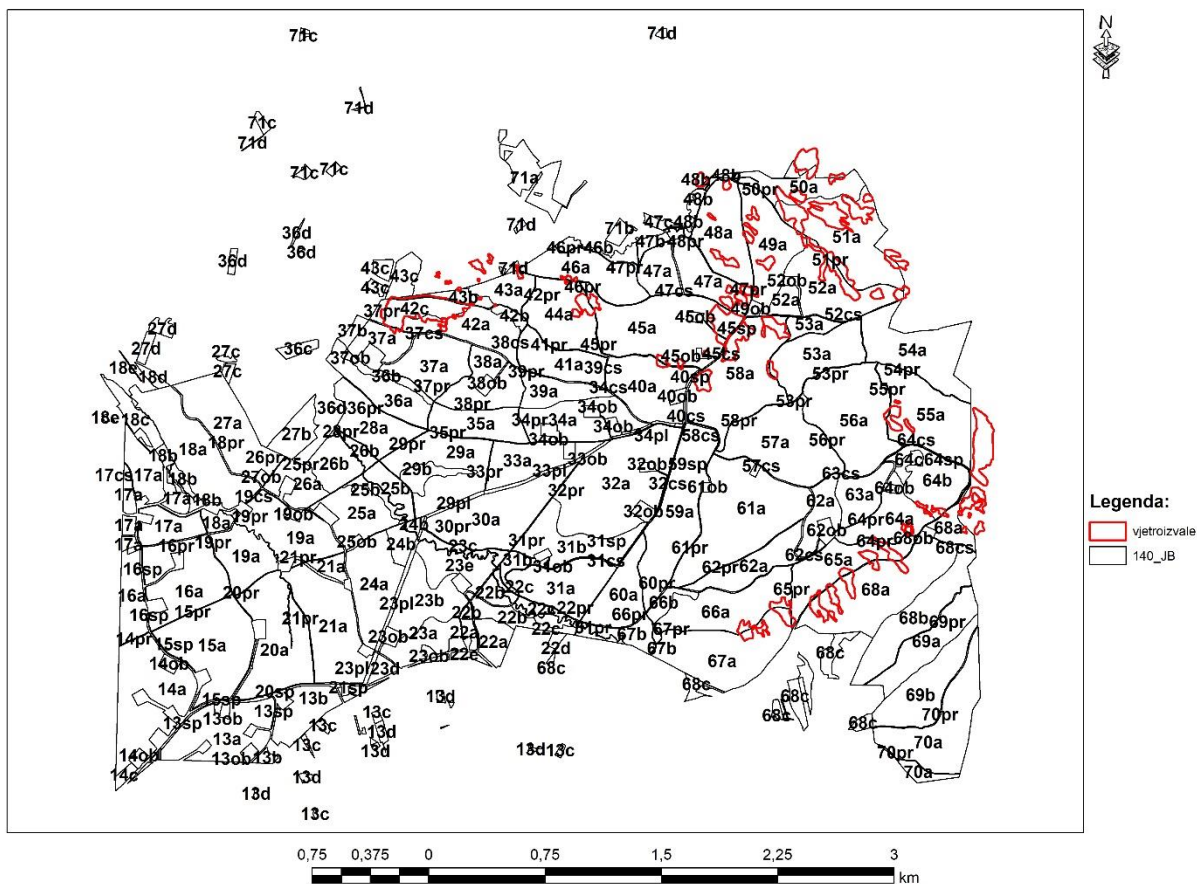 71c
71d
N
71d
71c
71d
71c
71c
71a
48b
48b
50pr
50a
48b
36d
71d
71b
47c
48b
48a
51a
36d
46pr
46b
47b
48pr
49a
36d
43c
43c
71d
46a
47pr
47a
51pr
43c
43a
42pr
46pr
47cs
47a
47pr
52ob
52a
52a
43b
37pr
42c
42a
42b
44a
45a
45ob
49ob
45sp
52cs
53a
27d
37b
37a
37cs
38cs
41pr
45pr
27d
36c
37ob
27c
27c
37a
38a
39pr
41a
39cs
45ob
45cs
53a
54a
18e
18d
36b
37pr
38ob
39a
34cs
40a
40sp
58a
53pr
54pr
36a
38pr
34ob
40ob
55pr
18e
18c
27a
36d
36pr
35a
34pr
34a
34ob
40cs
53pr
58pr
56a
55a
18pr
27b
28pr
28a
29pr
35pr
34ob
34pl
58cs
57a
56pr
64cs
18a
18b
26pr
25pr
26b
26b
29a
33a
33ob
32ob
59sp
57cs
63cs
64c
64sp
17cs
17a
18b
27ob
26a
29b
33pr
33pl
32a
32cs
61ob
64b
17a
17a
18b
19cs
25b
25b
32pr
64ob
17a
17a
18a
19pr
19ob
25a
29pl
30pr
30a
32ob
59a
61a
62a
63a
64pr
64a
68a
17a
16pr
19pr
19a
19a
24b
25ob
24b
23c
31pr
31b
31sp
61pr
62ob
64pr
68ob
68cs
16sp
21pr
21a
23e
31b
31ob
31cs
62pr
62a
62cs
65a
16a
16a
20pr
24a
22b
22c
31a
60pr
60a
65pr
68a
16sp
15pr
23pl
23b
22b
22b
22c
22pr
66pl
66b
66a
68b
69pr
14pr
15sp
15a
21pr
21a
23ob
23a
22a
22a
22c
31pr
67b
67pr
69a
14ob
20a
23pl
23d
23ob
22e
22d
67b
68c
14a
68c
67a
68c
69b
15sp
20sp
21sp
13b
13d
68c
68c
13sp
13ob
13sp
13c
13c
68c
68c
70pr
13a
13d
14ob
13ob
13b
13c
13d
13d
13c
70pr
70a
14c
13d
70a
13d
13c
Legenda:
vjetroizvale
140_JB
0,75 0,375 0 0,75 1,5 2,25 3
km